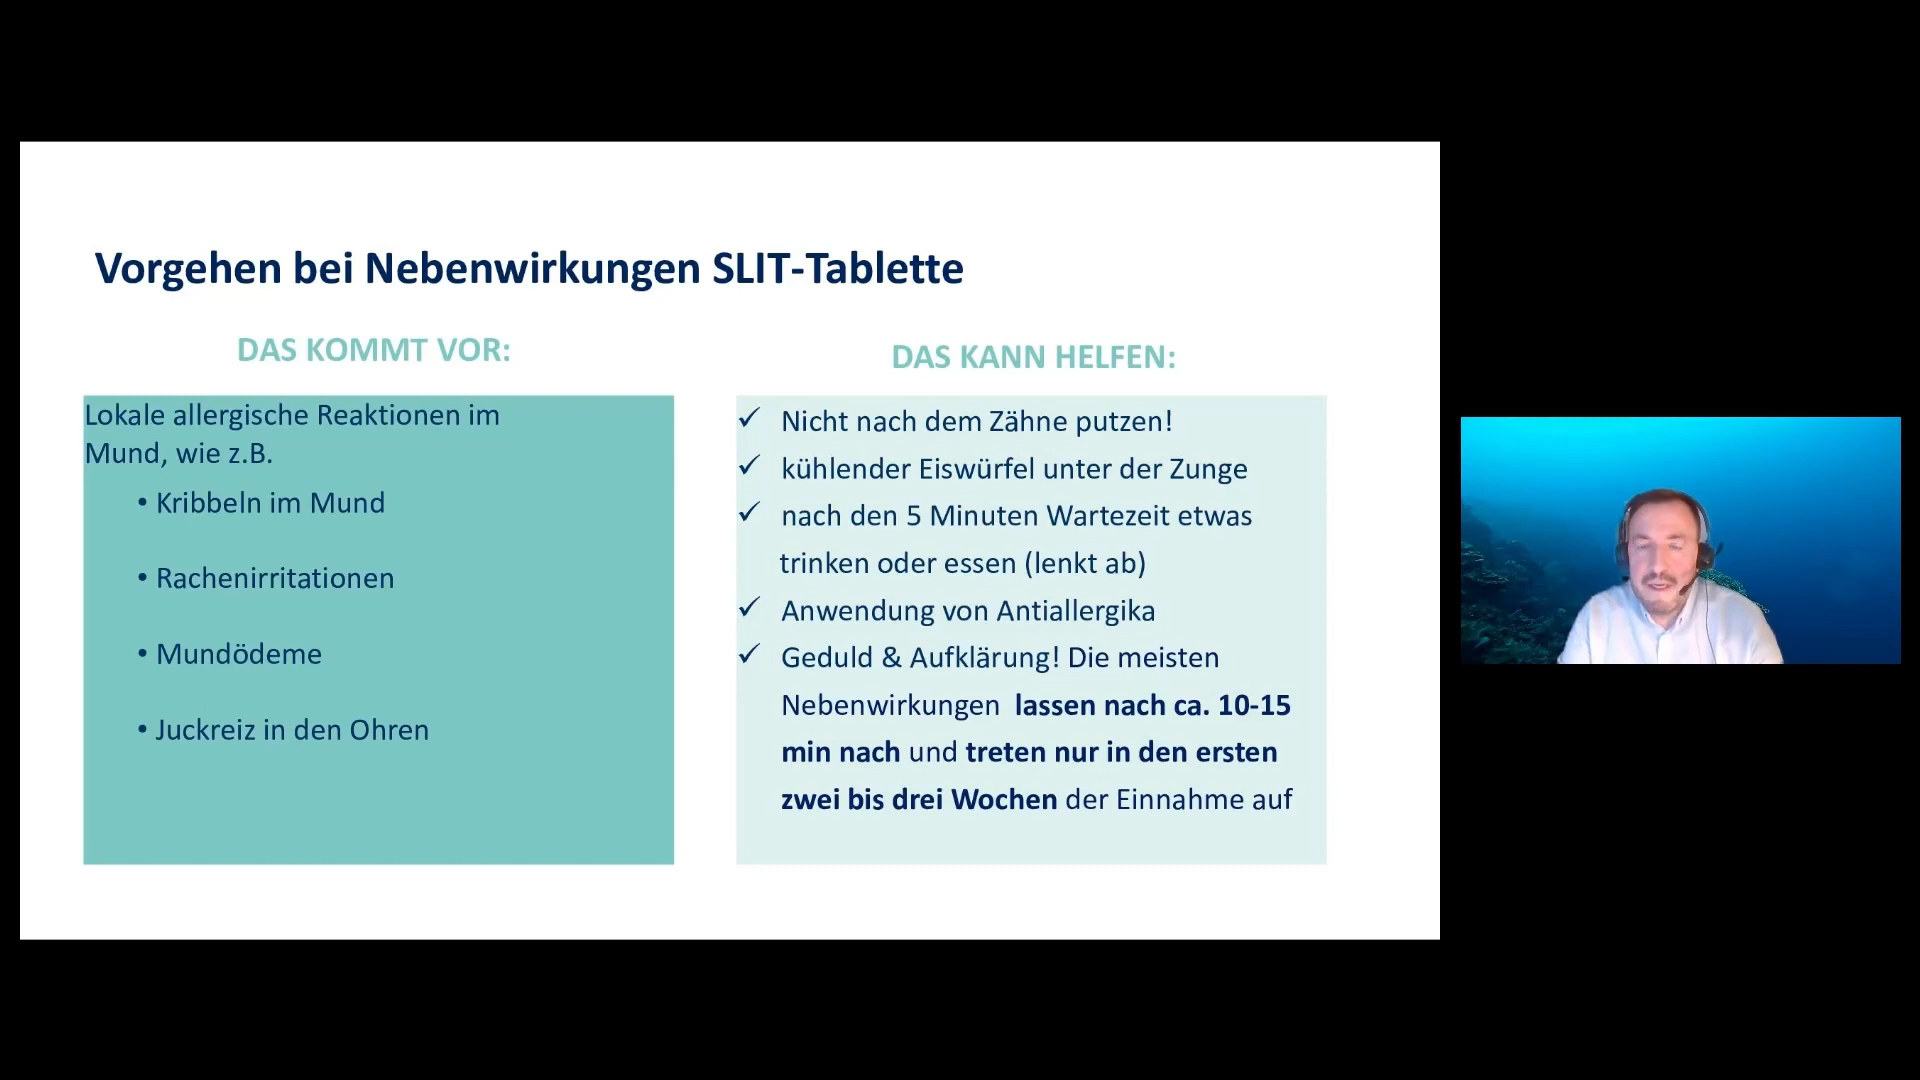 Vorgehen bei Nebenwirkungen SLIT-Tablette
DAS KOMMT VOR:
Lokale allergische Reaktionen im
Mund, wie z.B.
• Kribbeln im Mund
• Rachenirritationen
• Mundödeme
• Juckreiz in den Ohren
DAS KANN HELFEN:
✓ Nicht nach dem Zähne putzen!
✓ kühlender Eiswürfel unter der Zunge
✓ nach den 5 Minuten Wartezeit etwas
trinken oder essen (lenkt ab)
✓ Anwendung von Antiallergika
✓ Geduld & Aufklärung! Die meisten
Nebenwirkungen lassen nach ca. 10-15
min nach und treten nur in den ersten
zwei bis drei Wochen der Einnahme auf